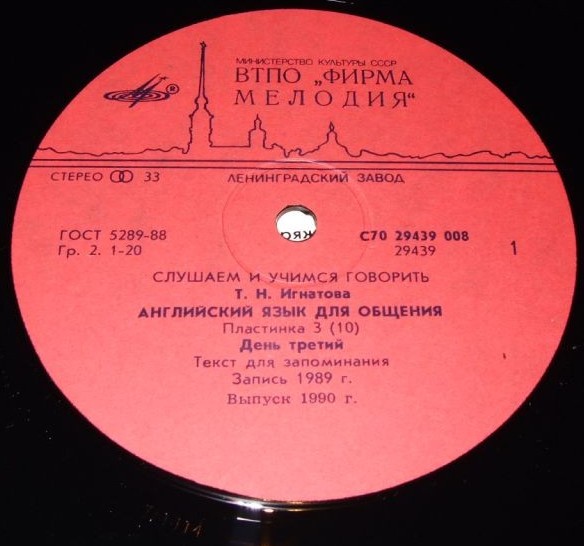 МИНИСТЕРСТВО КУЛЬТУРЫ СССР
ВТПО „ФИРМА
МЕЛОДИЯ“
®
СТЕРЕО 33
ЛЕНИНГРАДСКИЙ ЗАВОД
ГОСТ 5289-88
Гр. 2. 1-20
С70 29439 008
29439
1
СЛУШАЕМ И УЧИМСЯ ГОВОРИТЬ
Т. Н. Игнатова
АНГЛИЙСКИЙ ЯЗЫК ДЛЯ ОБЩЕНИЯ
Пластинка 3 (10)
День третий
Текст для запоминания
Запись 1989 г.
Выпуск 1990 г.